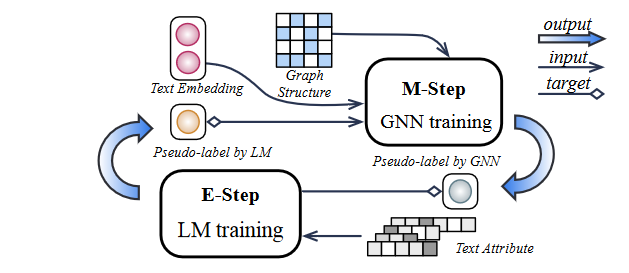 output
input
target
Text Embedding
Graph
Structure
M-Step
GNN training
Pseudo-label by LM
Pseudo-label by GNN
E-Step
LM training
Text Attribute